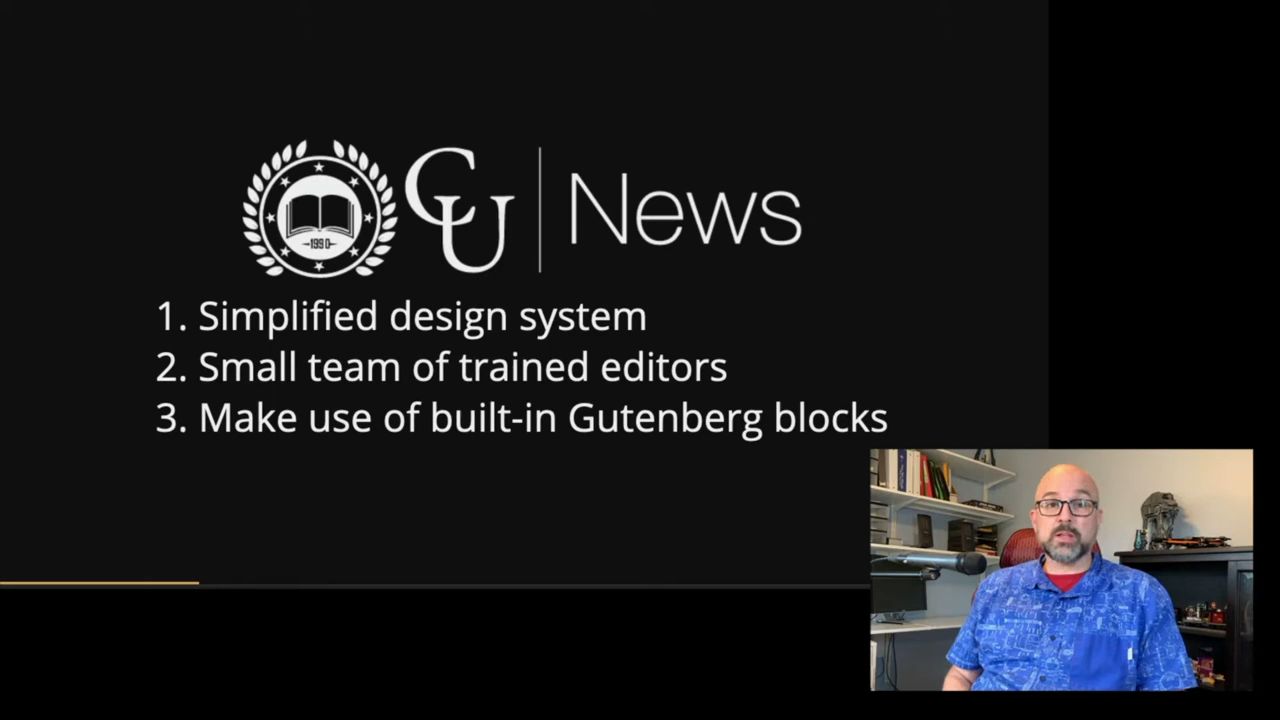 1990
CU
News
1. Simplified design system
2. Small team of trained editors
3. Make use of built-in Gutenberg blocks